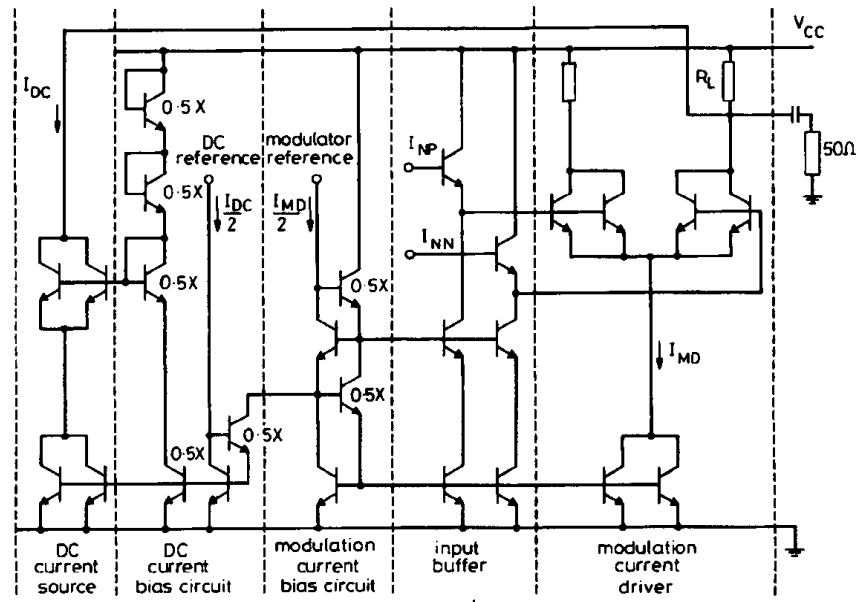 V_CC
I_DC
R_L
0·5X
DC reference
modulator reference
I_NP
50Ω
0·5X
I_DC/2
I_MD/2
I_NN
0·5X
0·5X
I_MD
0·5X
0·5X
0·5X
DC current source
DC current bias circuit
modulation current bias circuit
input buffer
modulation current driver